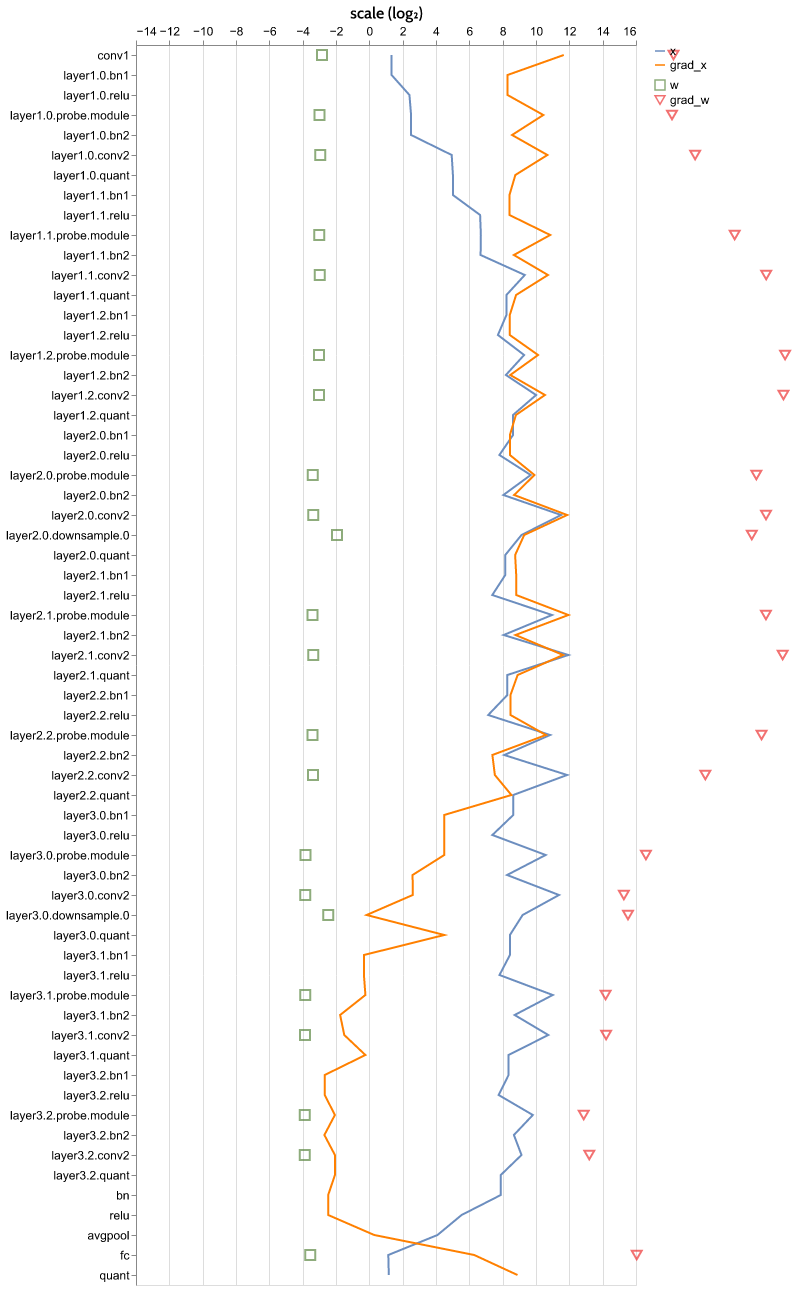 scale (log₂)
−14 −12 −10 −8 −6 −4 −2 0 2 4 6 8 10 12 14 16
conv1
layer1.0.bn1
layer1.0.relu
layer1.0.probe.module
layer1.0.bn2
layer1.0.conv2
layer1.0.quant
layer1.1.bn1
layer1.1.relu
layer1.1.probe.module
layer1.1.bn2
layer1.1.conv2
layer1.1.quant
layer1.2.bn1
layer1.2.relu
layer1.2.probe.module
layer1.2.bn2
layer1.2.conv2
layer1.2.quant
layer2.0.bn1
layer2.0.relu
layer2.0.probe.module
layer2.0.bn2
layer2.0.conv2
layer2.0.downsample.0
layer2.0.quant
layer2.1.bn1
layer2.1.relu
layer2.1.probe.module
layer2.1.bn2
layer2.1.conv2
layer2.1.quant
layer2.2.bn1
layer2.2.relu
layer2.2.probe.module
layer2.2.bn2
layer2.2.conv2
layer2.2.quant
layer3.0.bn1
layer3.0.relu
layer3.0.probe.module
layer3.0.bn2
layer3.0.conv2
layer3.0.downsample.0
layer3.0.quant
layer3.1.bn1
layer3.1.relu
layer3.1.probe.module
layer3.1.bn2
layer3.1.conv2
layer3.1.quant
layer3.2.bn1
layer3.2.relu
layer3.2.probe.module
layer3.2.bn2
layer3.2.conv2
layer3.2.quant
bn
relu
avgpool
fc
quant
x
grad_x
w
grad_w